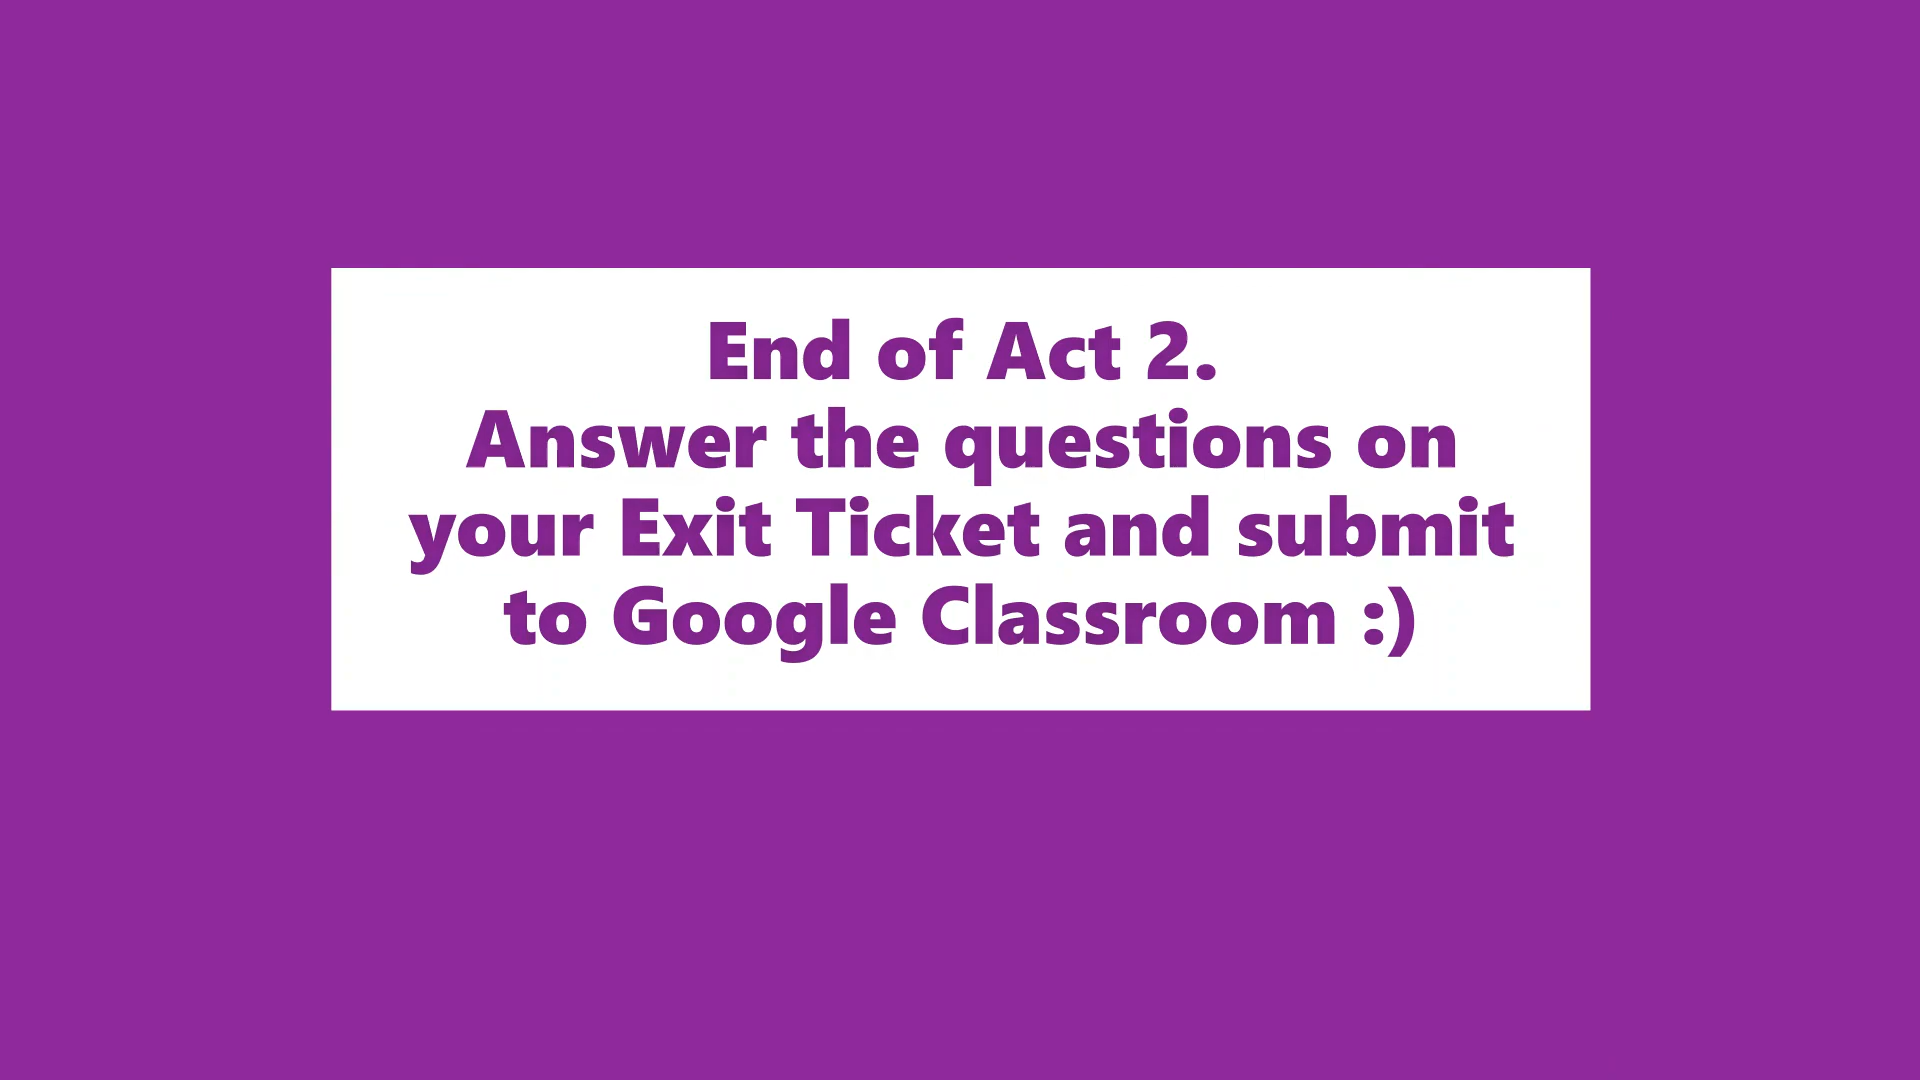 End of Act 2.
Answer the questions on
your Exit Ticket and submit
to Google Classroom :)